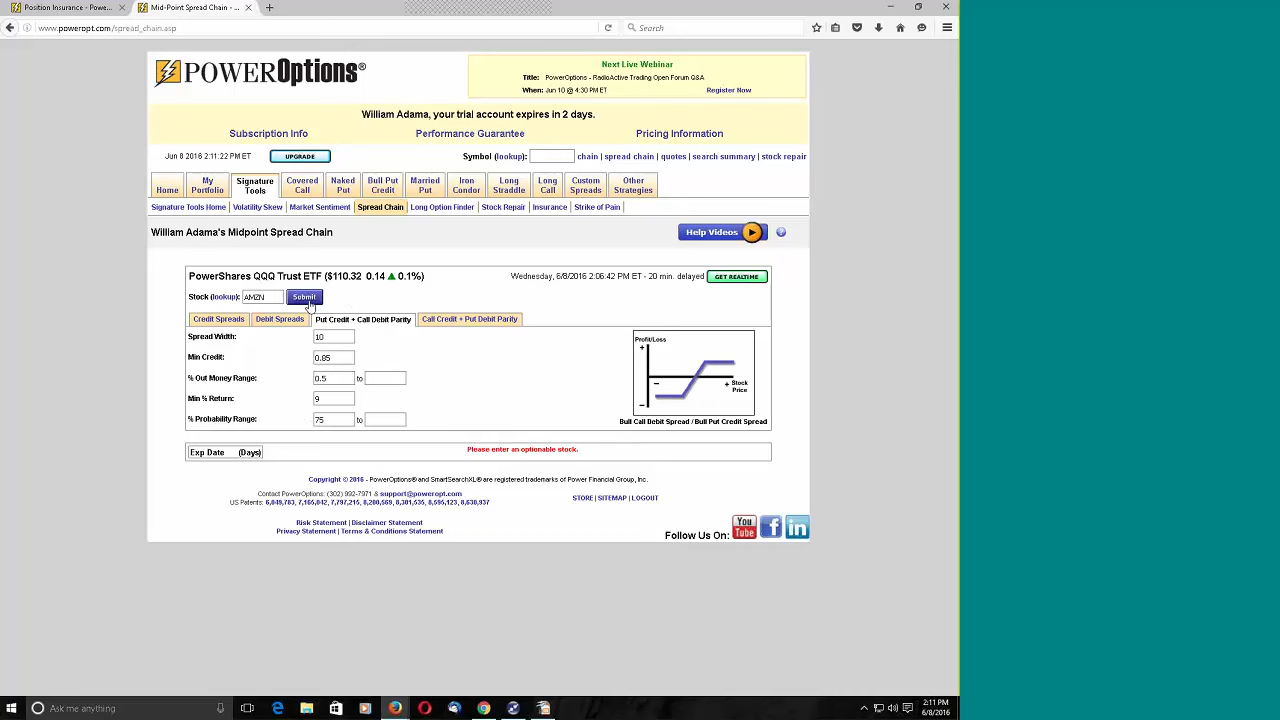 Position Insurance - Powe...
Mid-Point Spread Chain - ...
www.poweropt.com/spread_chain.asp
Search
POWEROptions®
Next Live Webinar
Title: PowerOptions - RadioActive Trading Open Forum Q&A
When: Jun 10 @ 4:30 PM ET Register Now
William Adama, your trial account expires in 2 days.
Subscription Info Performance Guarantee Pricing Information
Jun 8 2016 2:11:22 PM ET UPGRADE Symbol (lookup): chain | spread chain | quotes | search summary | stock repair
Home My Portfolio Signature Tools Covered Call Naked Put Bull Put Credit Married Put Iron Condor Long Straddle Long Call Custom Spreads Other Strategies
Signature Tools Home Volatility Skew Market Sentiment Spread Chain Long Option Finder Stock Repair Insurance Strike of Pain
William Adama's Midpoint Spread Chain Help Videos ?
PowerShares QQQ Trust ETF ($110.32 0.14 ▲ 0.1%) Wednesday, 6/8/2016 2:06:42 PM ET - 20 min. delayed GET REALTIME
Stock (lookup): AMZN Submit
Credit Spreads Debit Spreads Put Credit + Call Debit Parity Call Credit + Put Debit Parity
Spread Width: 10
Min Credit: 0.85
% Out Money Range: 0.5 to
Min % Return: 9
% Probability Range: 75 to
Profit/Loss
+
− + Stock Price
−
Bull Call Debit Spread / Bull Put Credit Spread
Exp Date (Days) Please enter an optionable stock.
Copyright © 2016 - PowerOptions® and SmartSearchXL® are registered trademarks of Power Financial Group, Inc.
Contact PowerOptions: (302) 992-7971 & support@poweropt.com
STORE | SITEMAP | LOGOUT
Risk Statement | Disclaimer Statement
Privacy Statement | Terms & Conditions Statement
Follow Us On: You Tube f in
Ask me anything
2:11 PM
6/8/2016